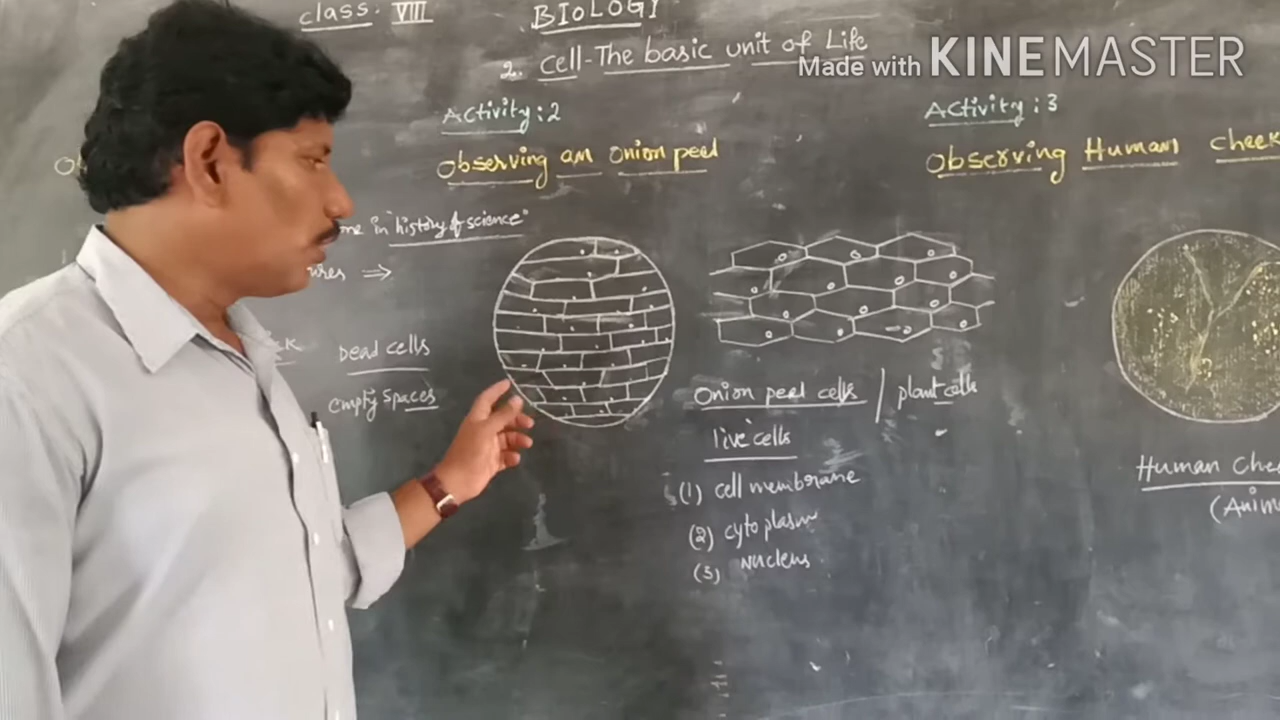 class. VIII
BIOLOGY
2. cell-The basic unit of Life
Made with KINEMASTER
Activity:2
Observing an onion peel
in "history of science"
⇒
Dead cells
empty spaces
Onion peel cells / plant cells
live cells
(1) cell membrane
(2) cytoplasm
(3) Nucleus
Activity:3
Observing Human cheek
Human Chee
(Anim